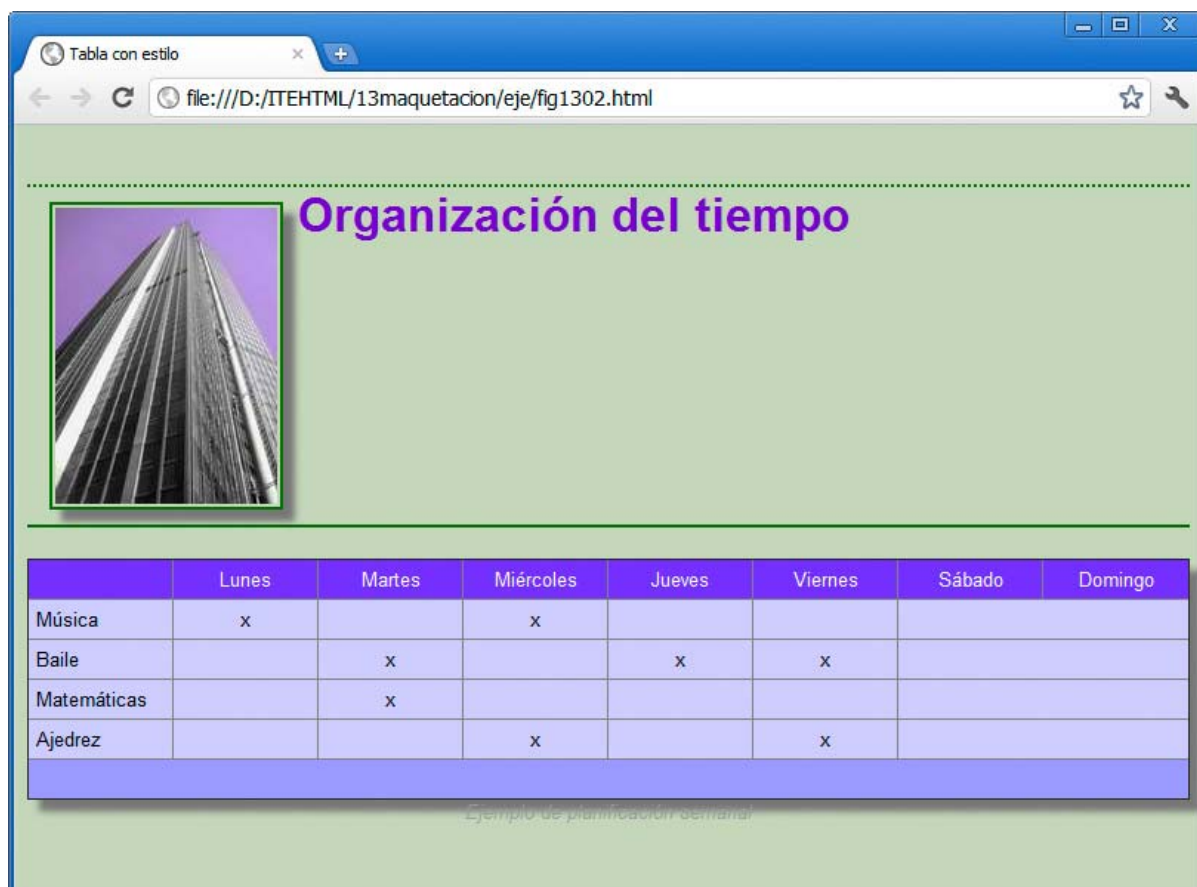 Tabla con estilo
file:///D:/ITEHTML/13maquetacion/eje/fig1302.html
Organización del tiempo
Lunes Martes Miércoles Jueves Viernes Sábado Domingo
Música x x
Baile x x x
Matemáticas x
Ajedrez x x
Ejemplo de planificación semanal